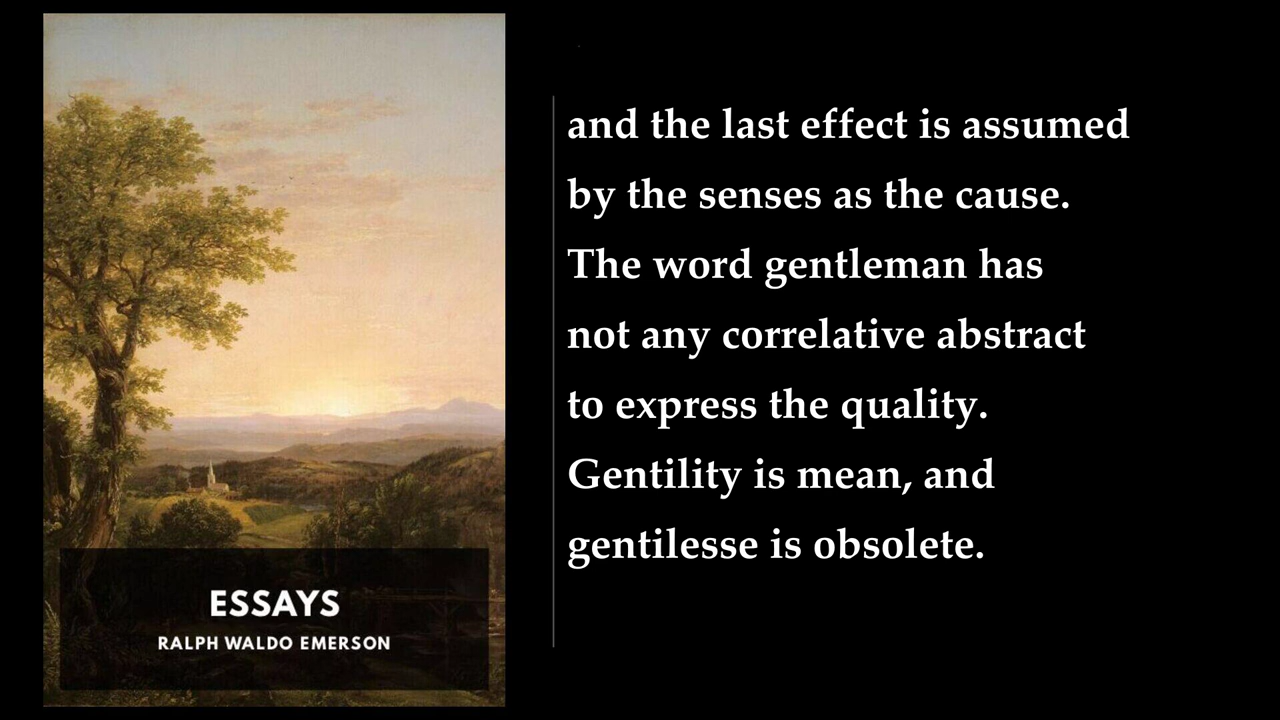 ESSAYS
RALPH WALDO EMERSON
and the last effect is assumed
by the senses as the cause.
The word gentleman has
not any correlative abstract
to express the quality.
Gentility is mean, and
gentilesse is obsolete.